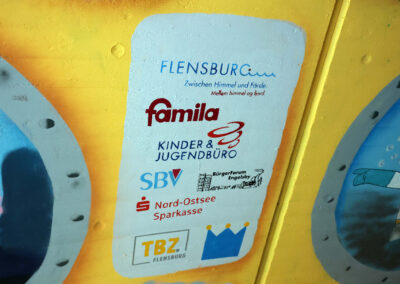 FLENSBURG
Zwischen Himmel und Förde
Mellem himmel og fjord
famila
KINDER &
JUGENDBÜRO
SBV
BürgerForum
Engelsby
Nord-Ostsee
Sparkasse
TBZ.
FLENSBURG